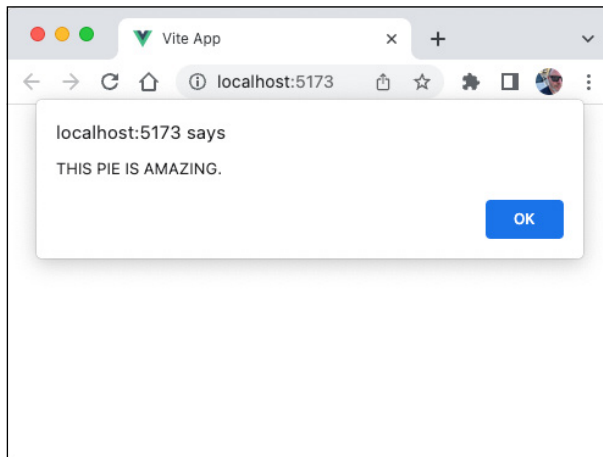 Vite App
localhost:5173
localhost:5173 says
THIS PIE IS AMAZING.
OK